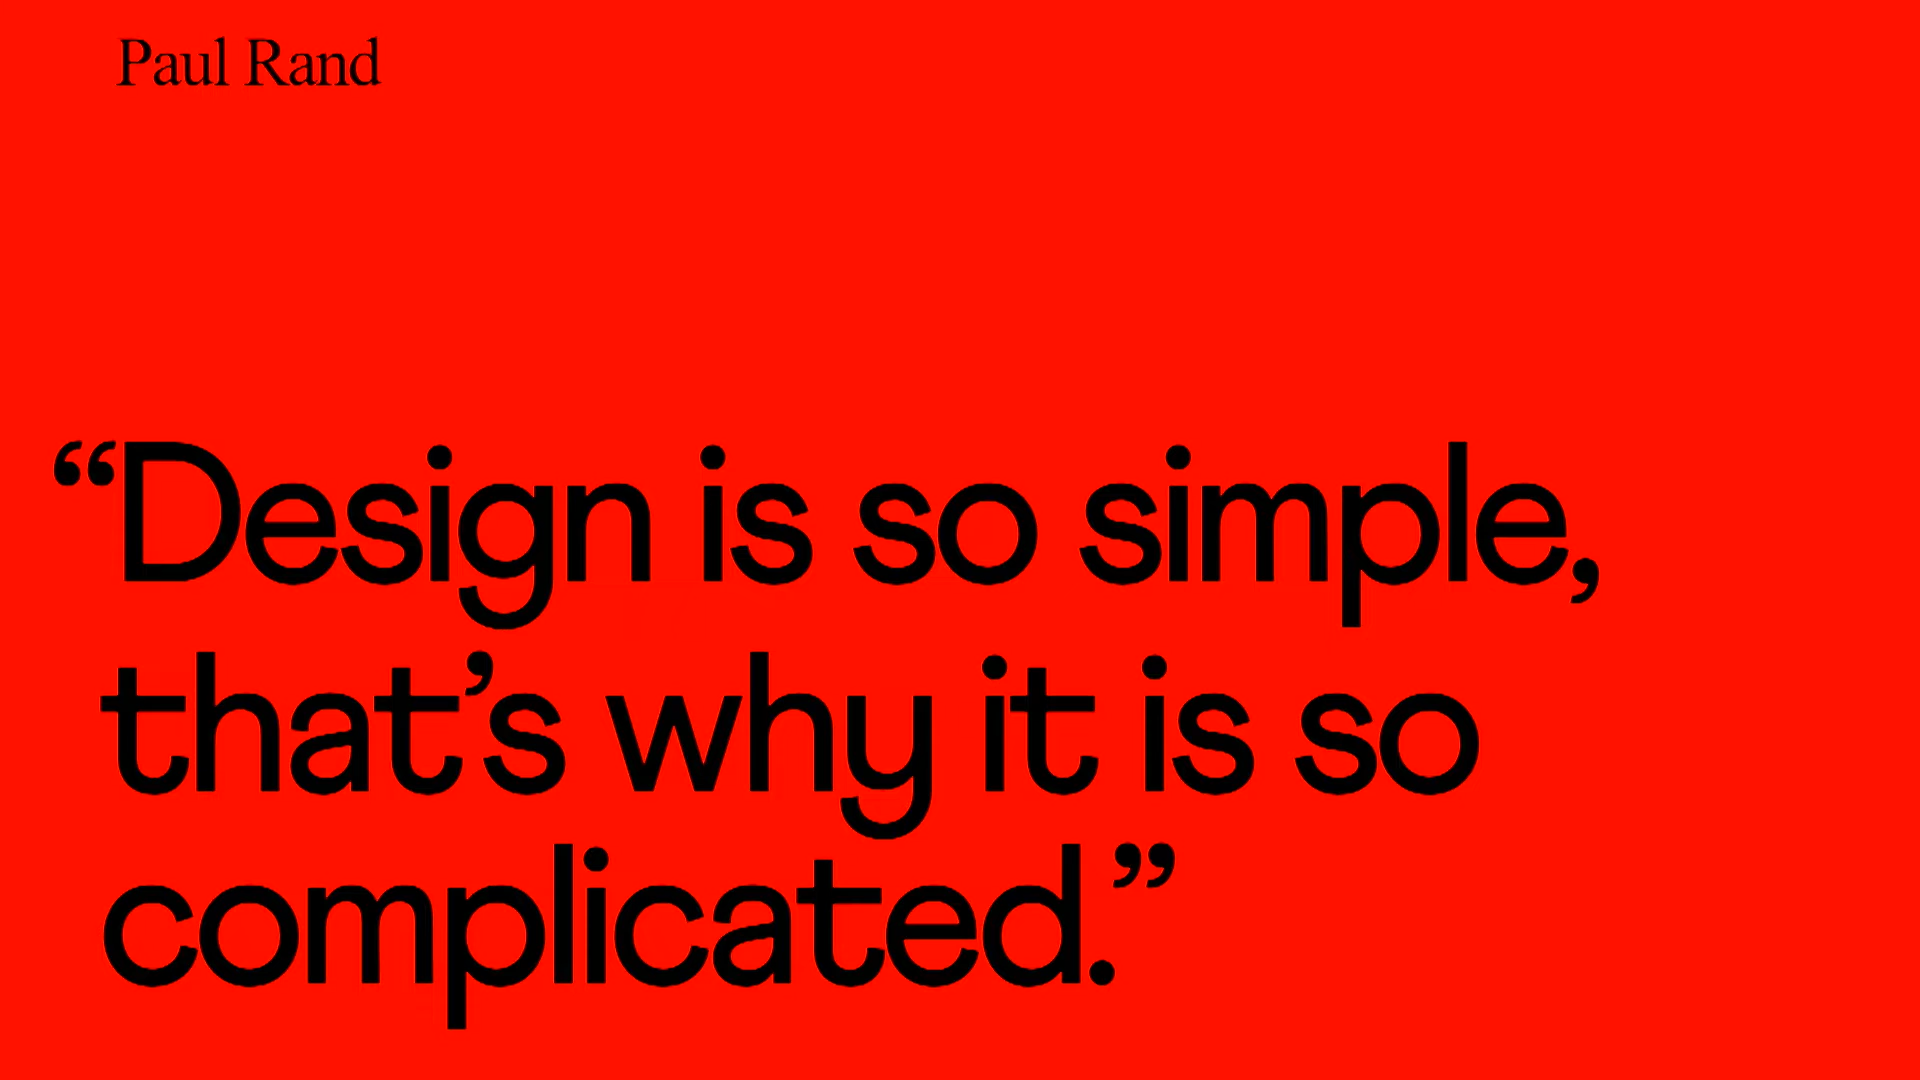 Paul Rand
“Design is so simple,
that’s why it is so
complicated.”